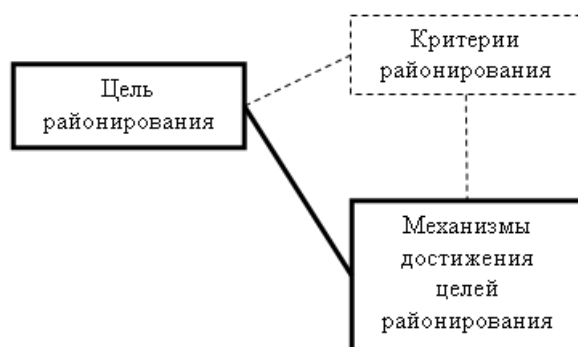 Критерии
районирования
Цель
районирования
Механизмы
достижения
целей
районирования